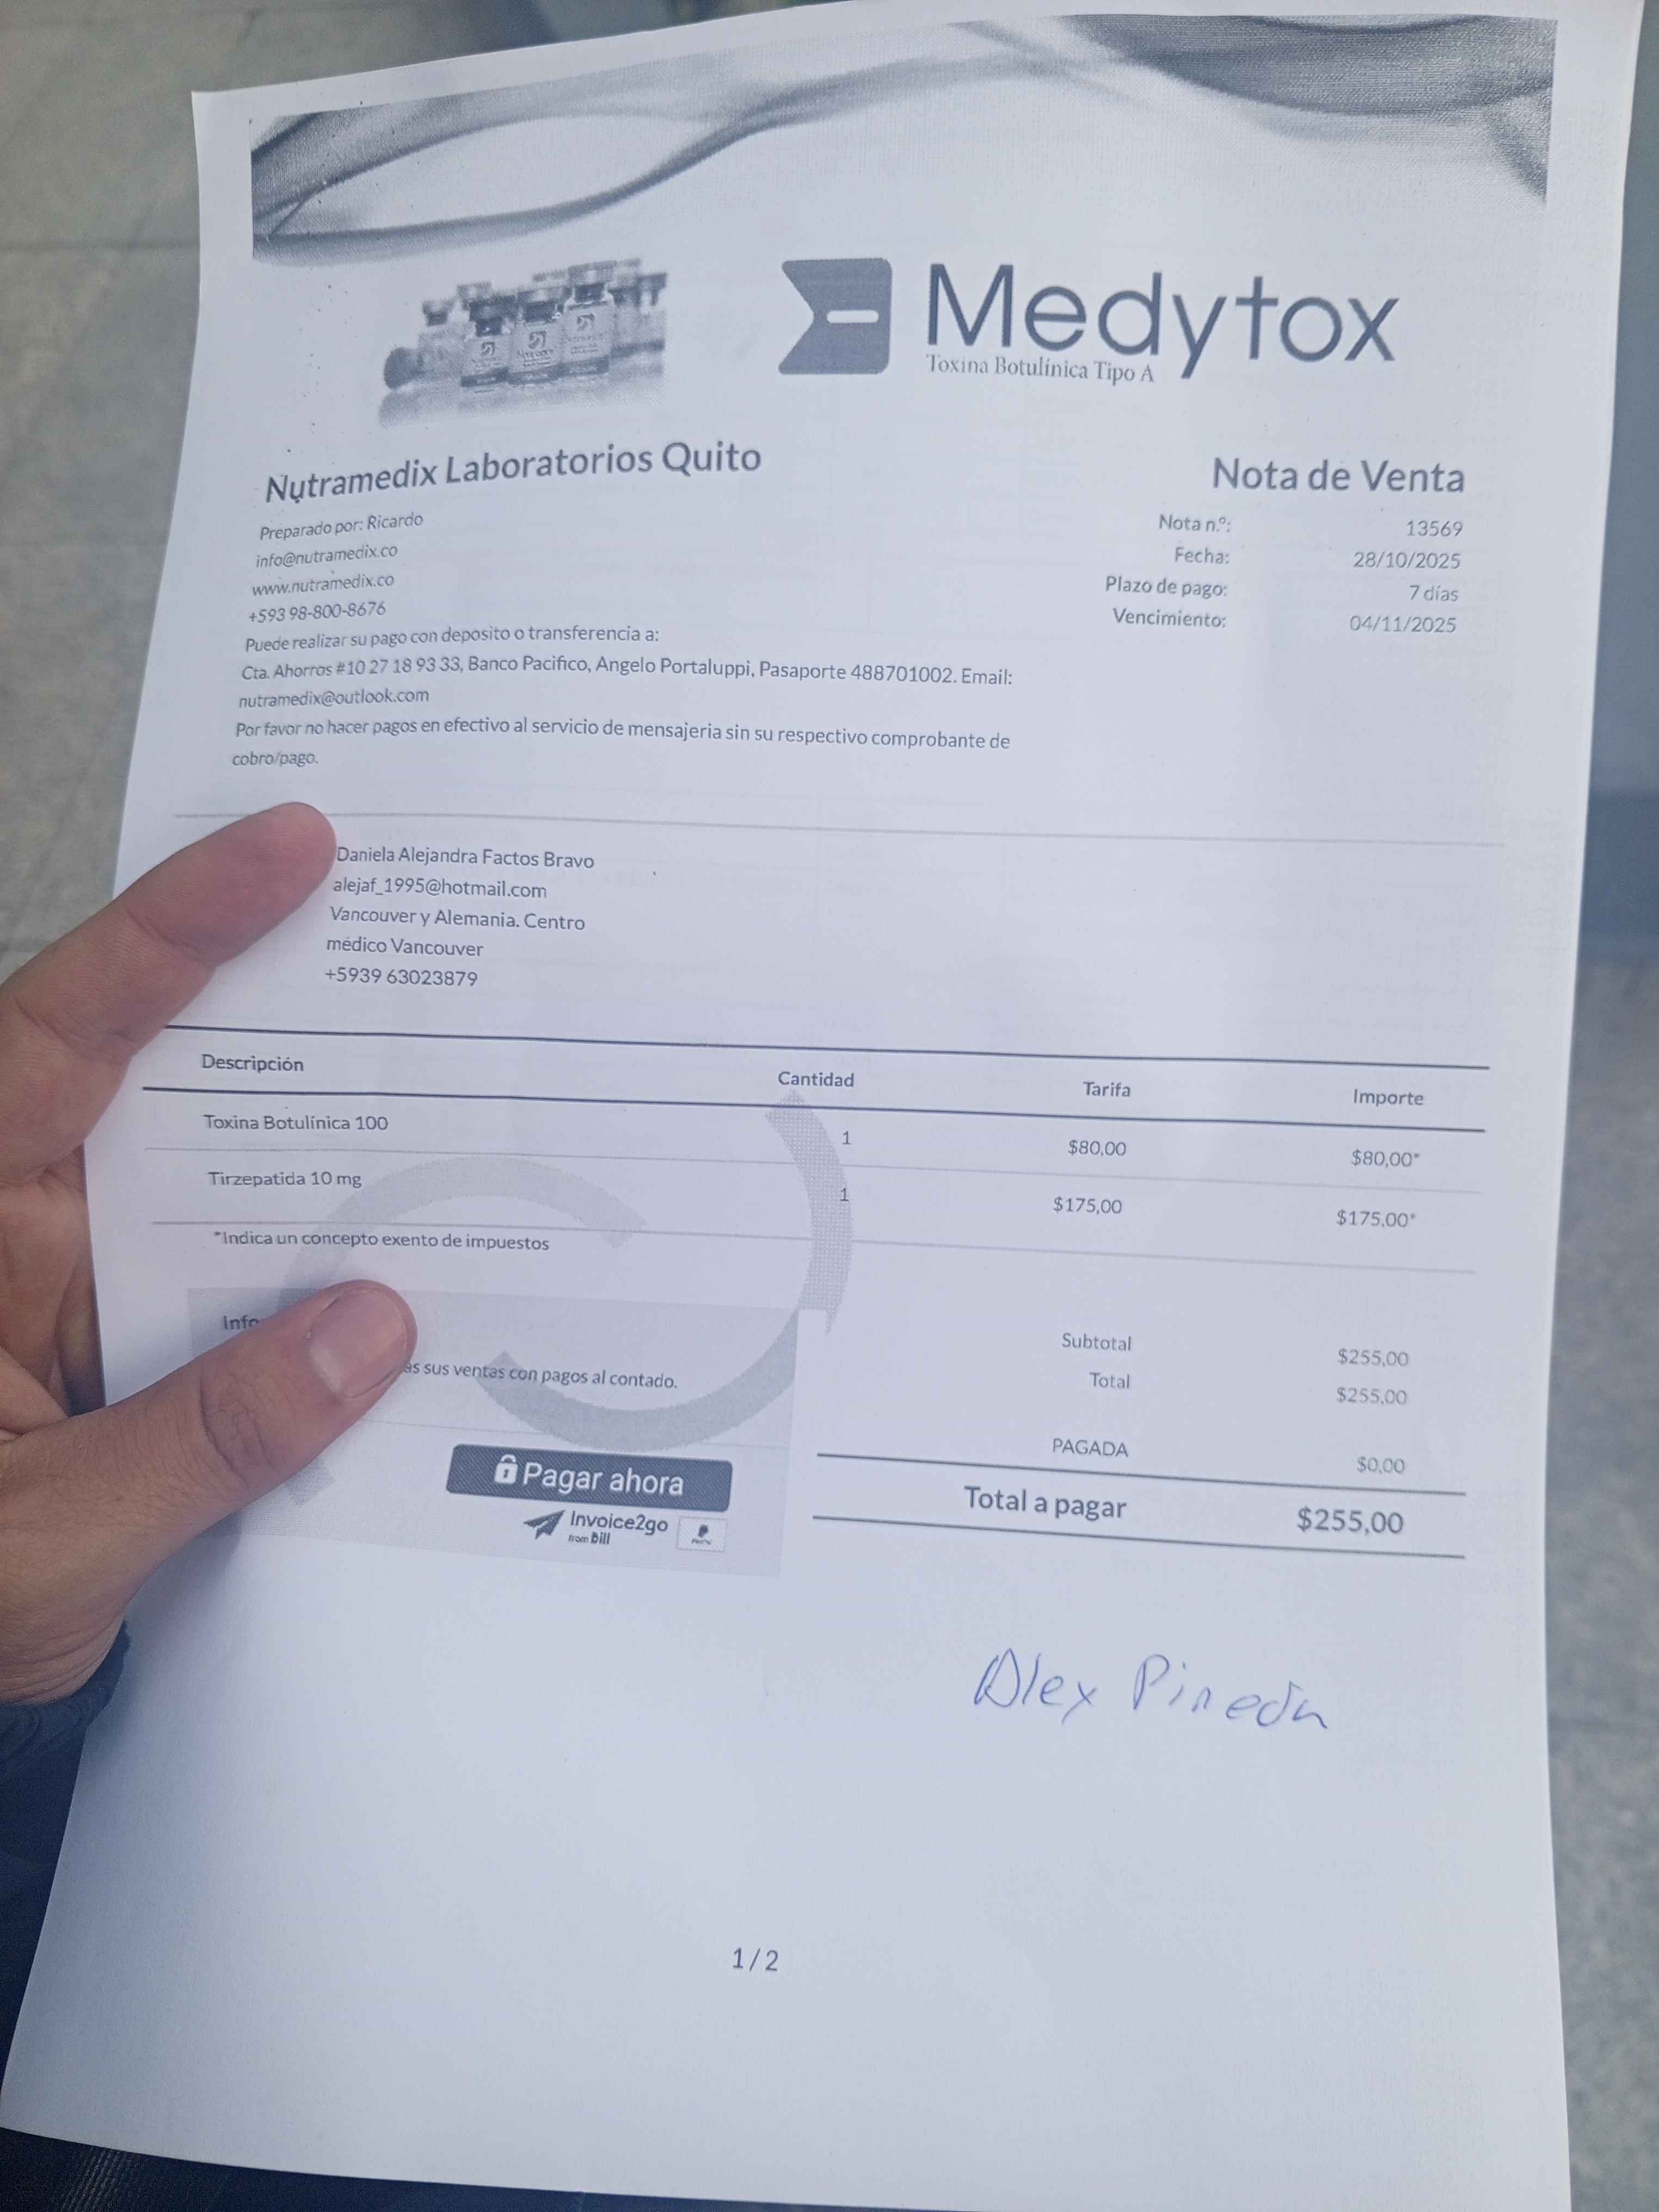 Medytox
Toxina Botulínica Tipo A
Nutramedix Laboratorios Quito
Preparado por: Ricardo
info@nutramedix.co
www.nutramedix.co
+593 98-800-8676
Puede realizar su pago con deposito o transferencia a:
Cta. Ahorros #10 27 18 93 33, Banco Pacifico, Angelo Portaluppi, Pasaporte 488701002. Email:
nutramedix@outlook.com
Por favor no hacer pagos en efectivo al servicio de mensajeria sin su respectivo comprobante de
cobro/pago.
Nota de Venta
Nota n.º: 13569
Fecha: 28/10/2025
Plazo de pago: 7 días
Vencimiento: 04/11/2025
Daniela Alejandra Factos Bravo
alejaf_1995@hotmail.com
Vancouver y Alemania. Centro
médico Vancouver
+5939 63023879
Descripción Cantidad Tarifa Importe
Toxina Botulínica 100 1 $80,00 $80,00*
Tirzepatida 10 mg 1 $175,00 $175,00*
*Indica un concepto exento de impuestos
sus ventas con pagos al contado.
Pagar ahora
Invoice2go
from Bill
Subtotal $255,00
Total $255,00
PAGADA $0,00
Total a pagar $255,00
Alex Pineda
1/2